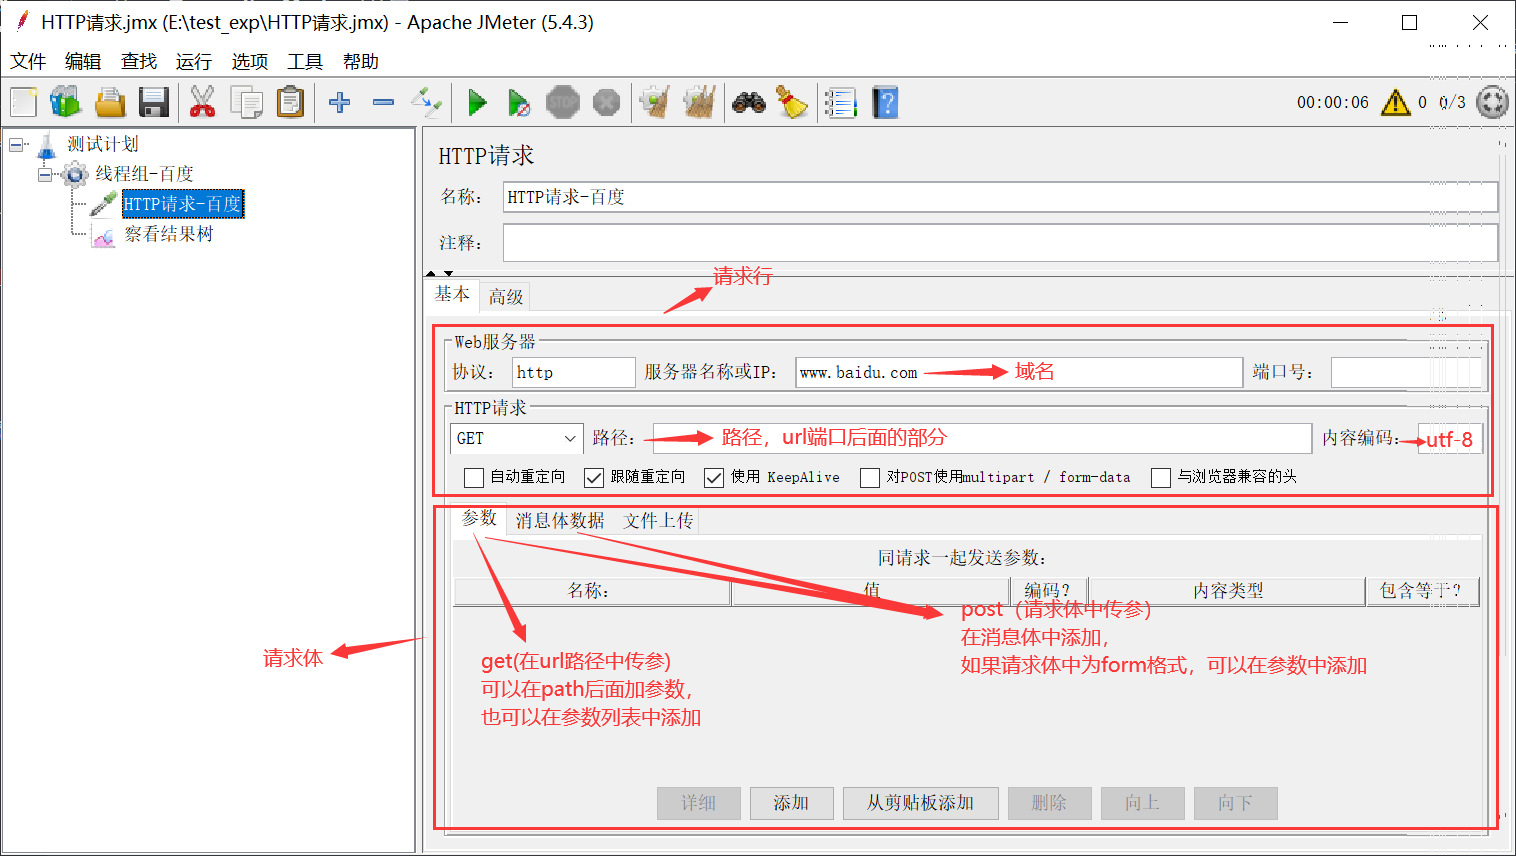 HTTP请求.jmx (E:\test_exp\HTTP请求.jmx) - Apache JMeter (5.4.3)
文件 编辑 查找 运行 选项 工具 帮助
STOP
00:00:06 0 0/3
测试计划
线程组-百度
HTTP请求-百度
察看结果树
HTTP请求
名称： HTTP请求-百度
注释：
请求行
基本 高级
Web服务器
协议： http 服务器名称或IP： www.baidu.com 域名 端口号：
HTTP请求
GET 路径： 路径，url端口后面的部分 内容编码： utf-8
自动重定向 跟随重定向 使用 KeepAlive 对POST使用multipart / form-data 与浏览器兼容的头
参数 消息体数据 文件上传
同请求一起发送参数：
名称： 值 编码? 内容类型 包含等于?
post（请求体中传参）
在消息体中添加，
如果请求体中为form格式，可以在参数中添加
请求体
get(在url路径中传参)
可以在path后面加参数，
也可以在参数列表中添加
详细 添加 从剪贴板添加 删除 向上 向下